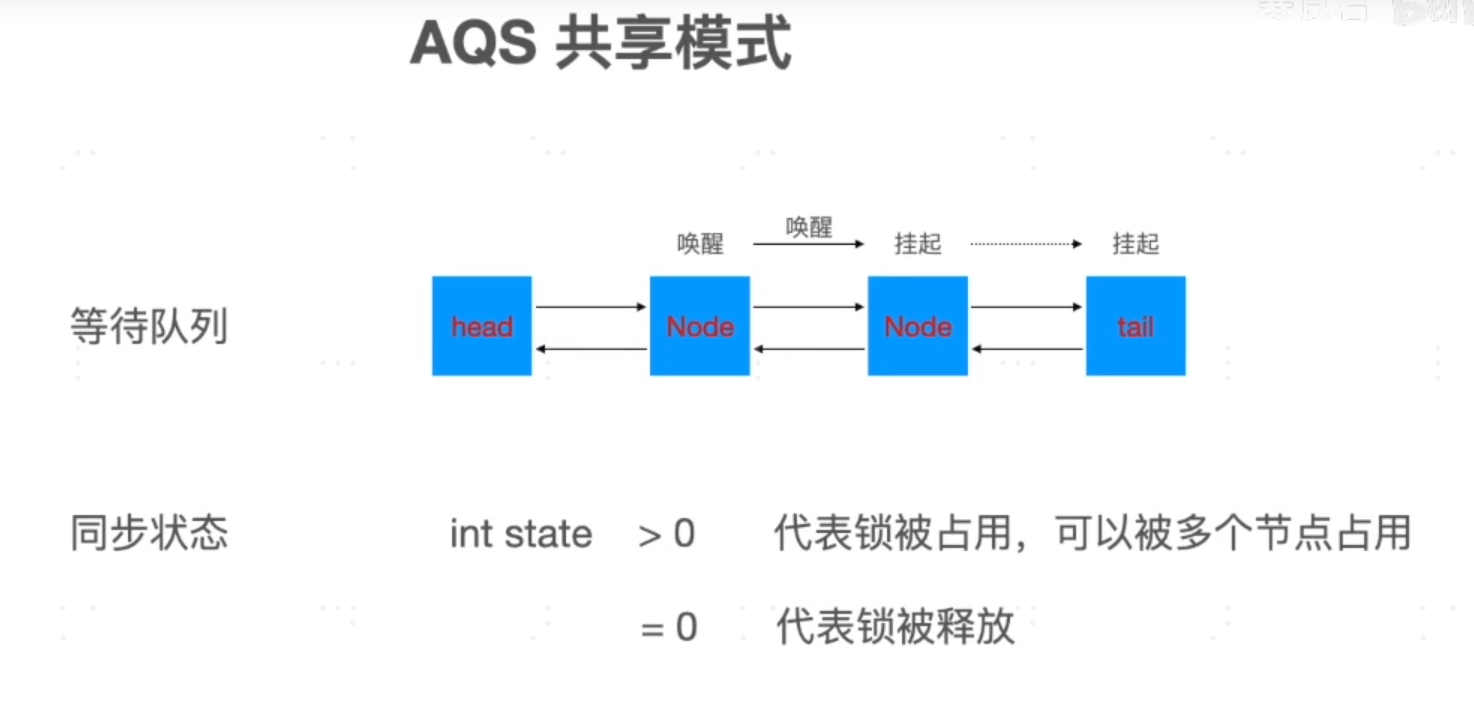 AQS 共享模式
唤醒
唤醒 挂起 挂起
等待队列 head Node Node tail
同步状态 int state > 0 代表锁被占用，可以被多个节点占用
= 0 代表锁被释放